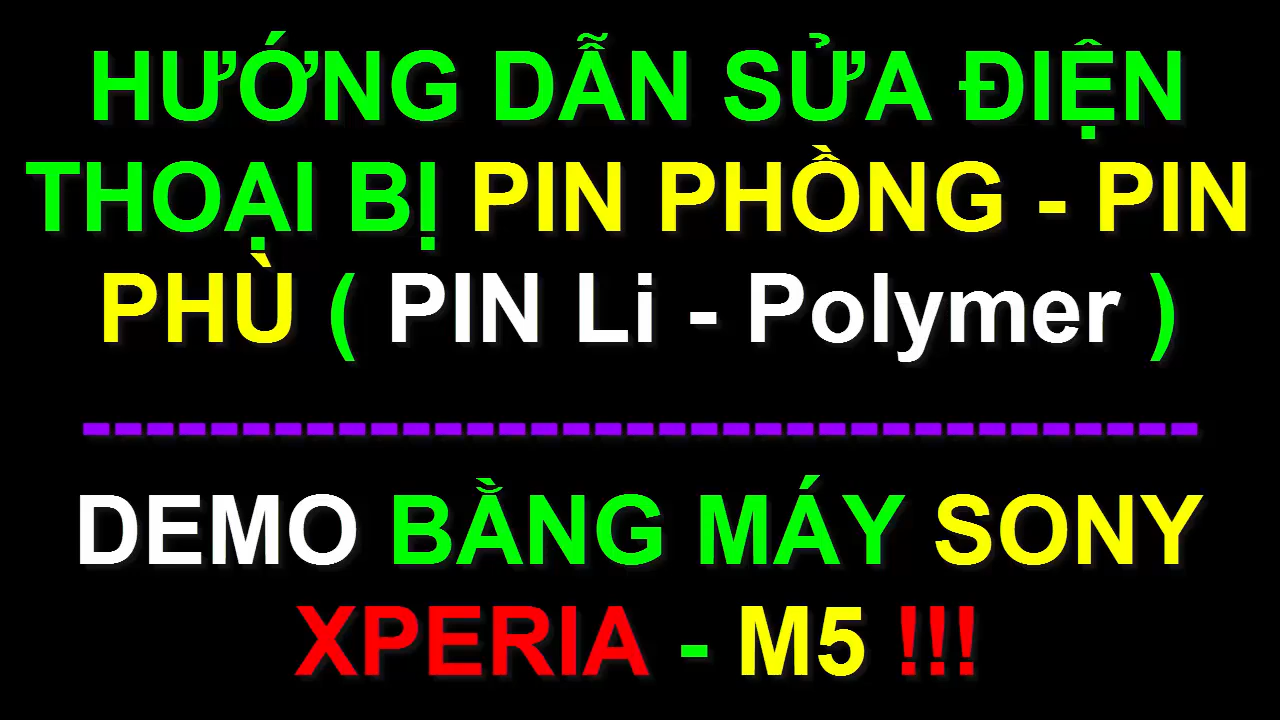 HƯỚNG DẪN SỬA ĐIỆN
THOẠI BỊ PIN PHỒNG - PIN
PHÙ ( PIN Li - Polymer )
-----------------------------------
DEMO BẰNG MÁY SONY
XPERIA - M5 !!!